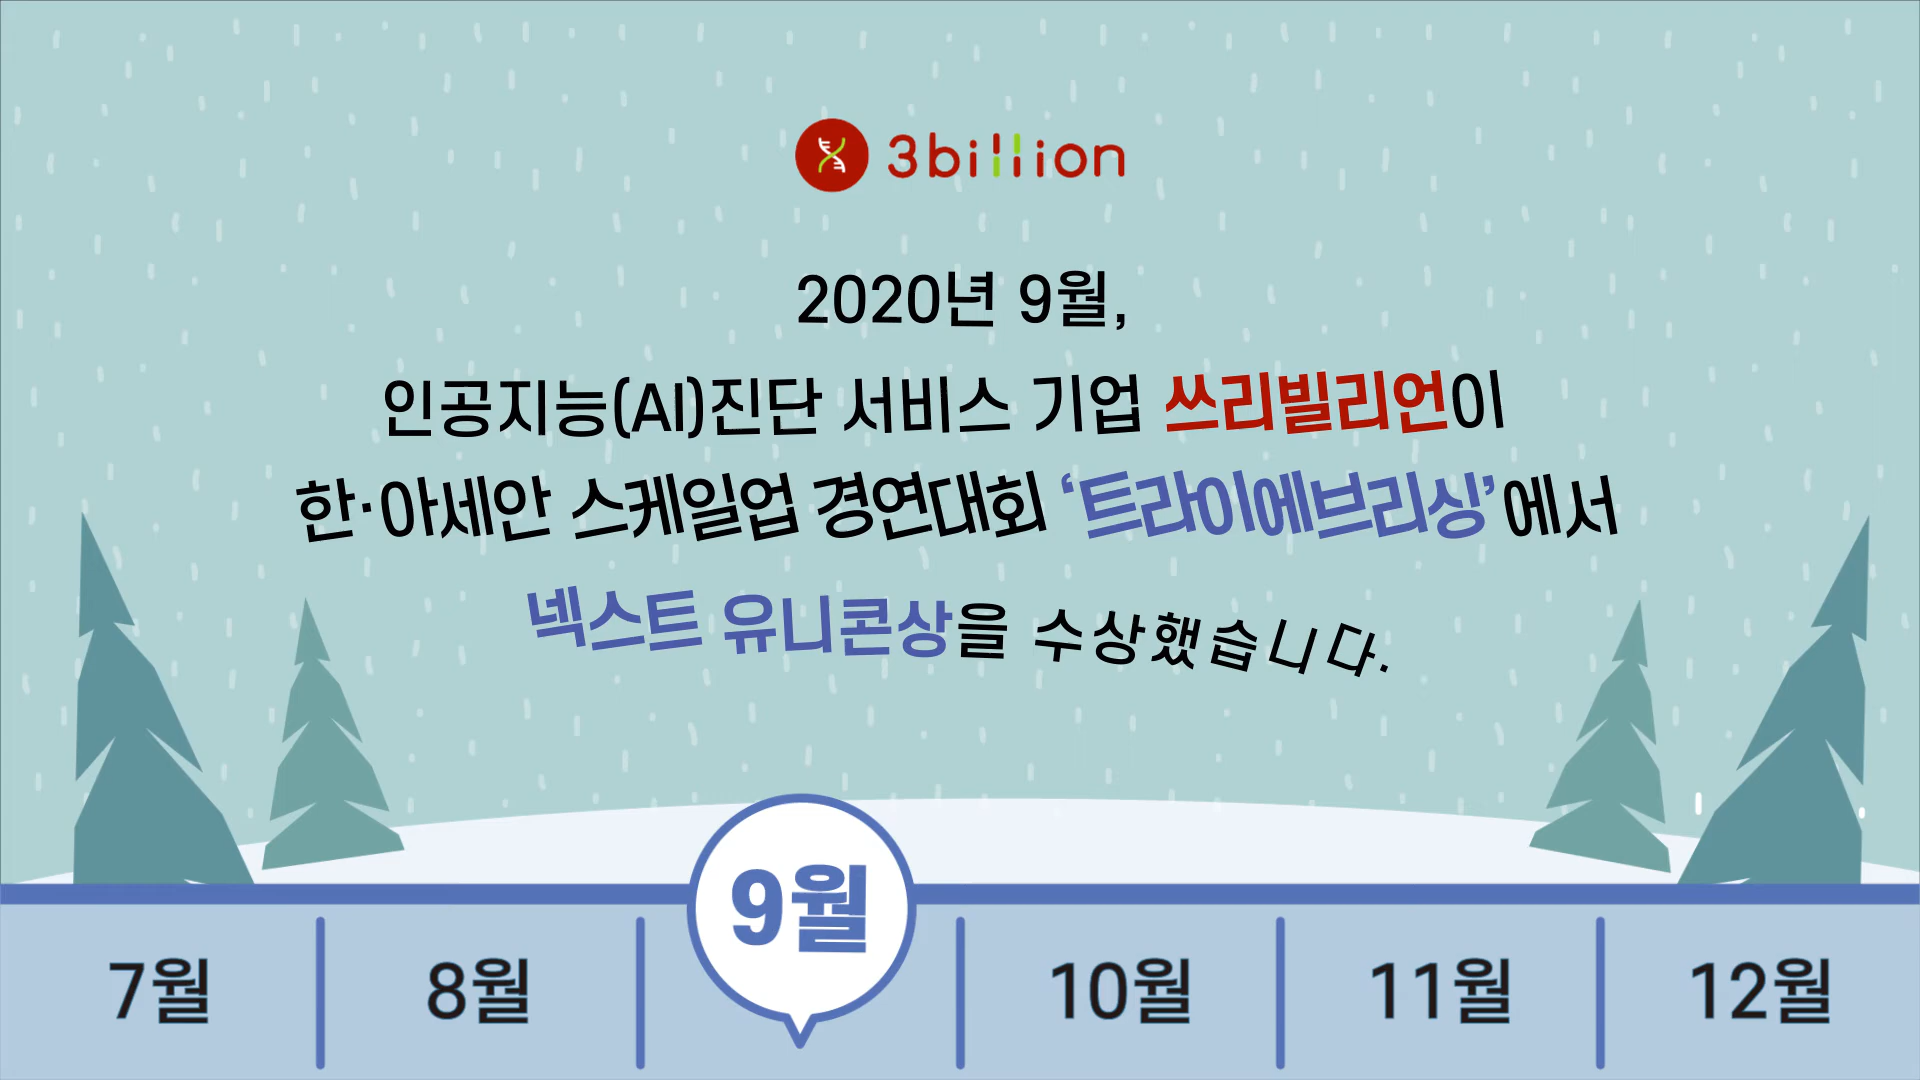 3billion
2020년 9월,
인공지능(AI)진단 서비스 기업 쓰리빌리언이
한·아세안 스케일업 경연대회 ‘트라이에브리싱’에서
넥스트 유니콘상을 수상했습니다.
7월
8월
9월
10월
11월
12월